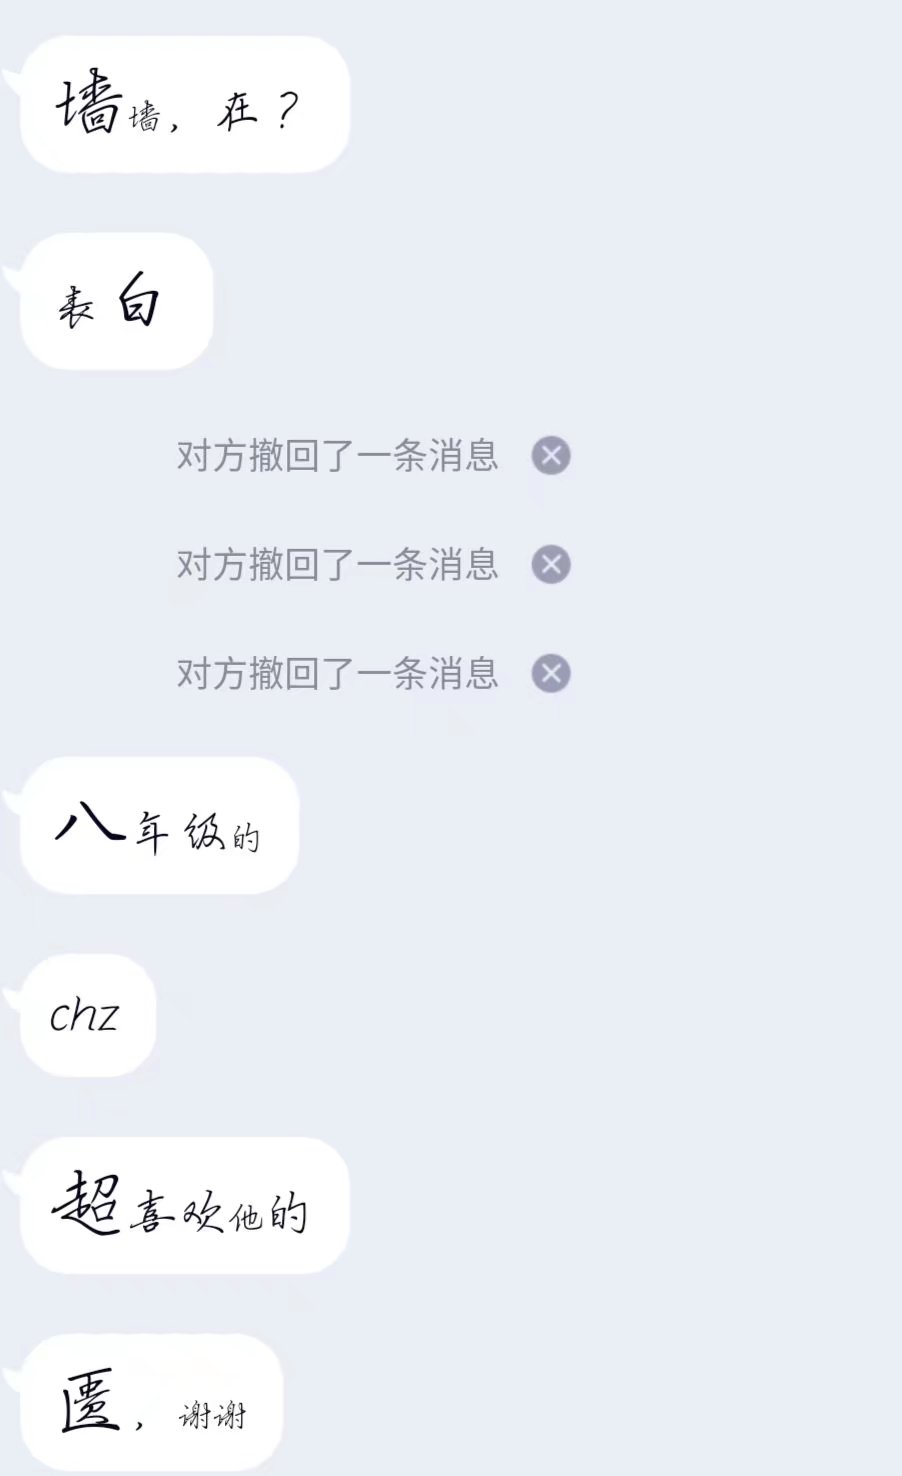 墙墙，在？
表白
对方撤回了一条消息
对方撤回了一条消息
对方撤回了一条消息
八年级的
chz
超喜欢他的
匿，谢谢